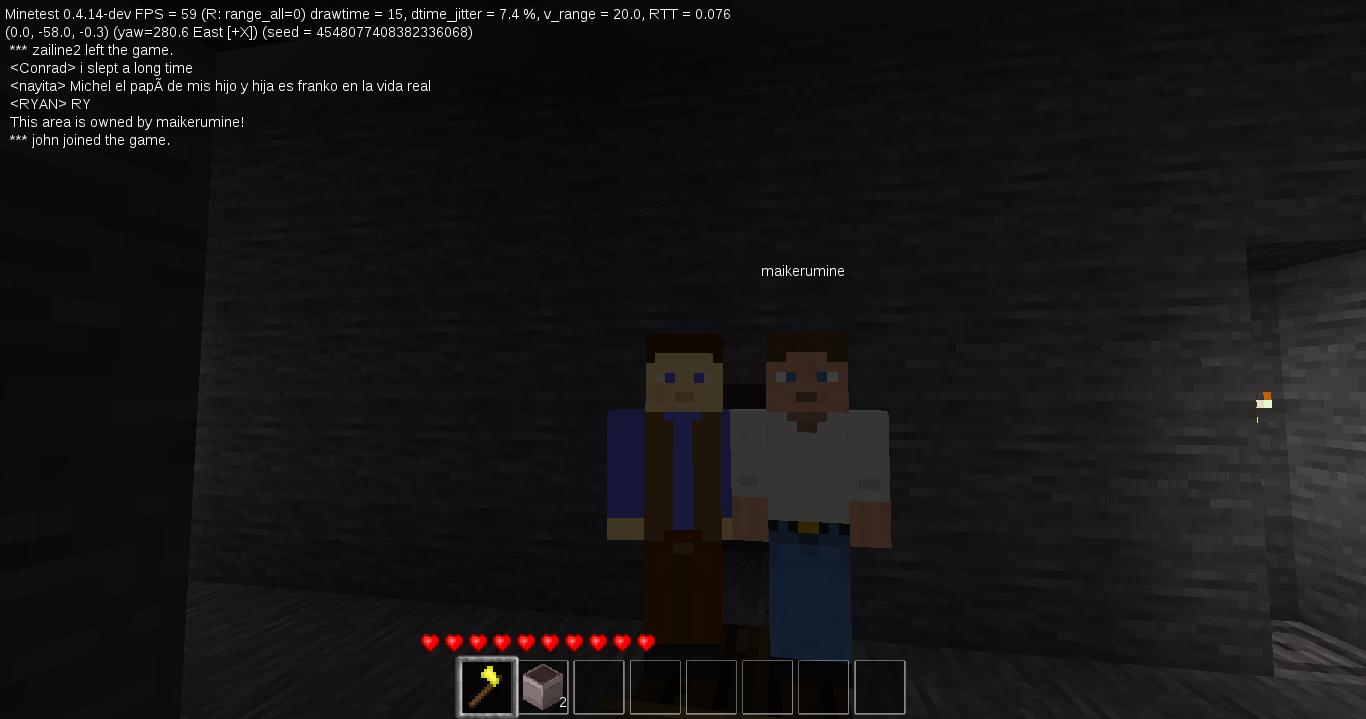 Minetest 0.4.14-dev FPS = 59 (R: range_all=0) drawtime = 15, dtime_jitter = 7.4 %, v_range = 20.0, RTT = 0.076
(0.0, -58.0, -0.3) (yaw=280.6 East [+X]) (seed = 4548077408382336068)
*** zailine2 left the game.
<Conrad> i slept a long time
<nayita> Michel el papÃ de mis hijo y hija es franko en la vida real
<RYAN> RY
This area is owned by maikerumine!
*** john joined the game.
maikerumine
2